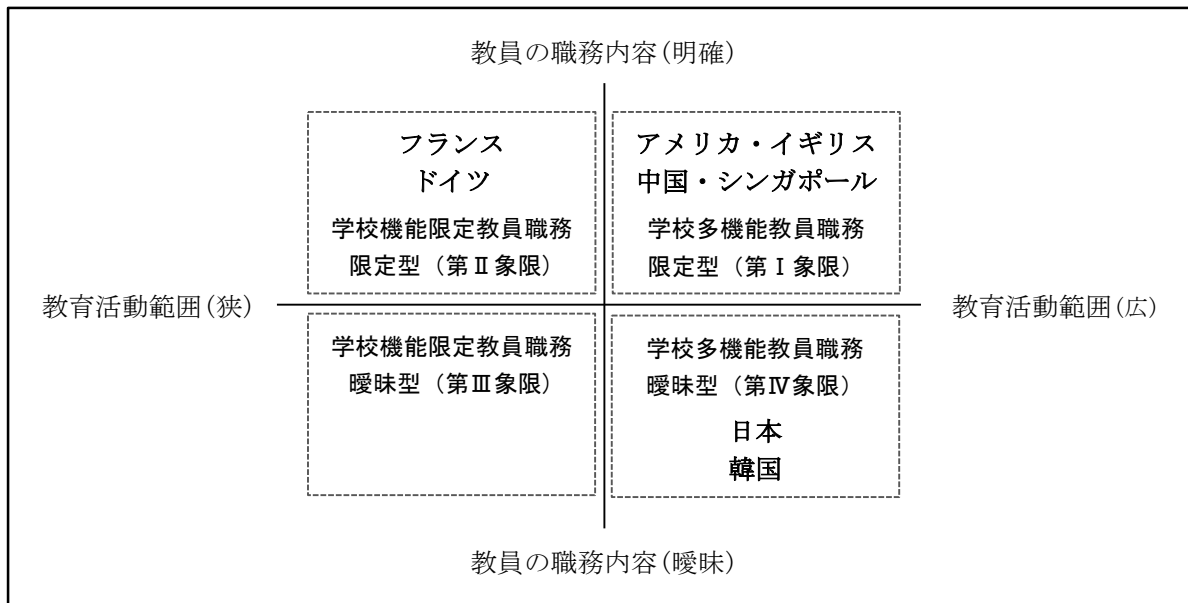 教員の職務内容(明確)
フランス
ドイツ
学校機能限定教員職務
限定型(第Ⅱ象限)
アメリカ・イギリス
中国・シンガポール
学校多機能教員職務
限定型(第Ⅰ象限)
教育活動範囲(狭)
教育活動範囲(広)
学校機能限定教員職務
曖昧型(第Ⅲ象限)
学校多機能教員職務
曖昧型(第Ⅳ象限)
日本
韓国
教員の職務内容(曖昧)